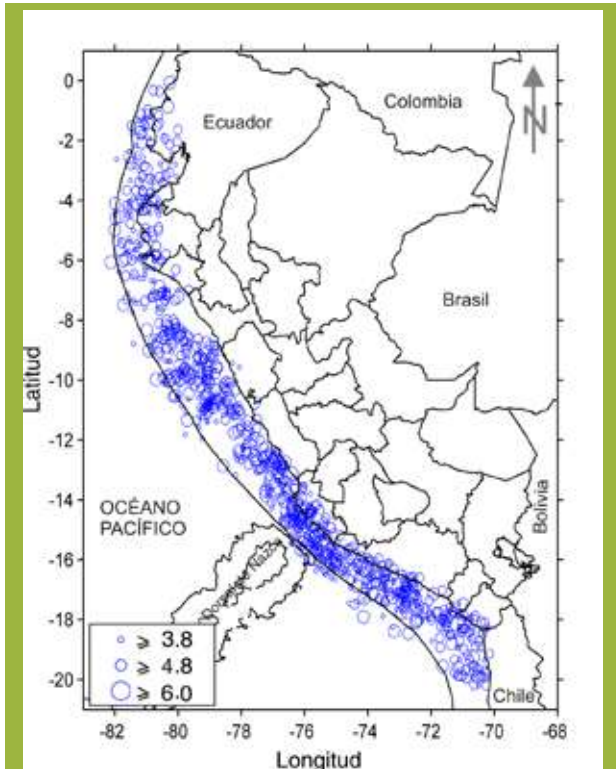 0
-2
-4
-6
-8
-10
-12
-14
-16
-18
-20
Latitud
Colombia
Ecuador
N
Brasil
OCÉANO
PACÍFICO
Bolivia
Chile
⩾ 3.8
⩾ 4.8
⩾ 6.0
-82 -80 -78 -76 -74 -72 -70 -68
Longitud